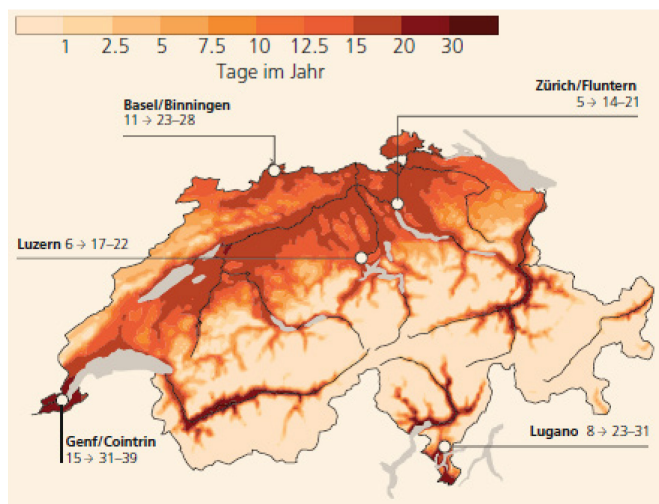 1 2.5 5 7.5 10 12.5 15 20 30
Tage im Jahr
Zürich/Fluntern
5 → 14–21
Basel/Binningen
11 → 23–28
Luzern 6 → 17–22
Genf/Cointrin
15 → 31–39
Lugano 8 → 23–31